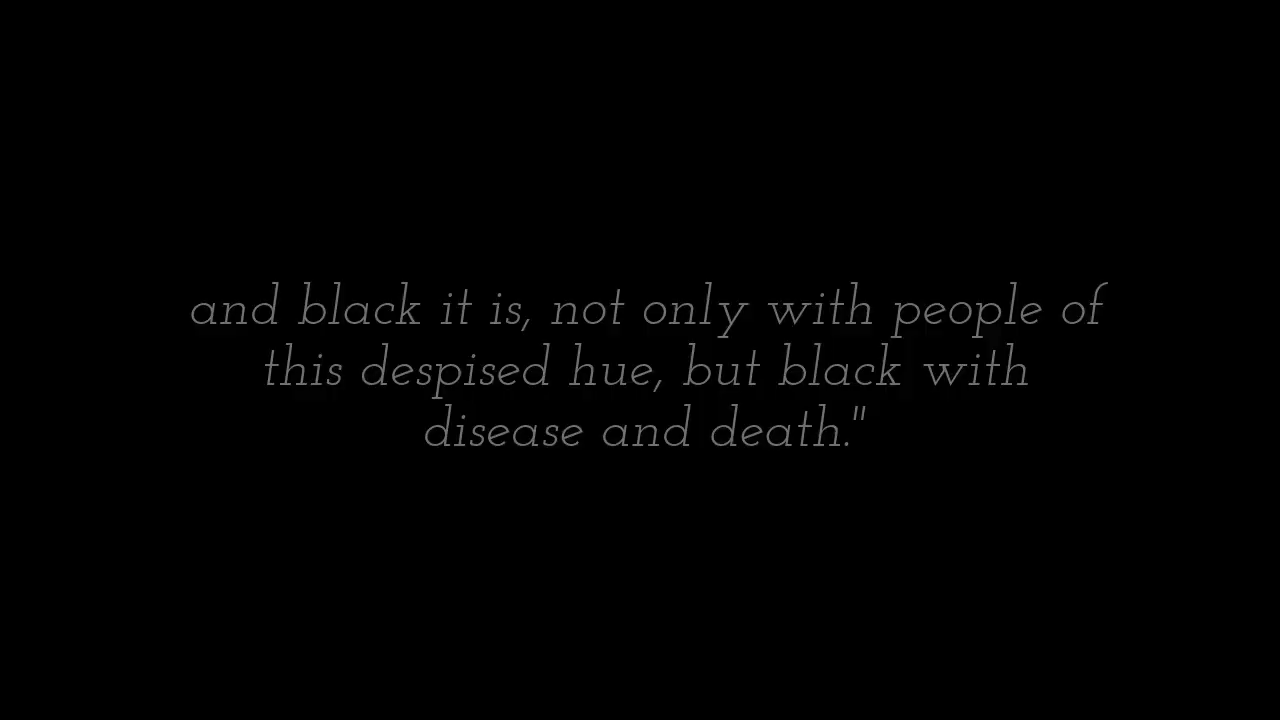 and black it is, not only with people of
this despised hue, but black with
disease and death."